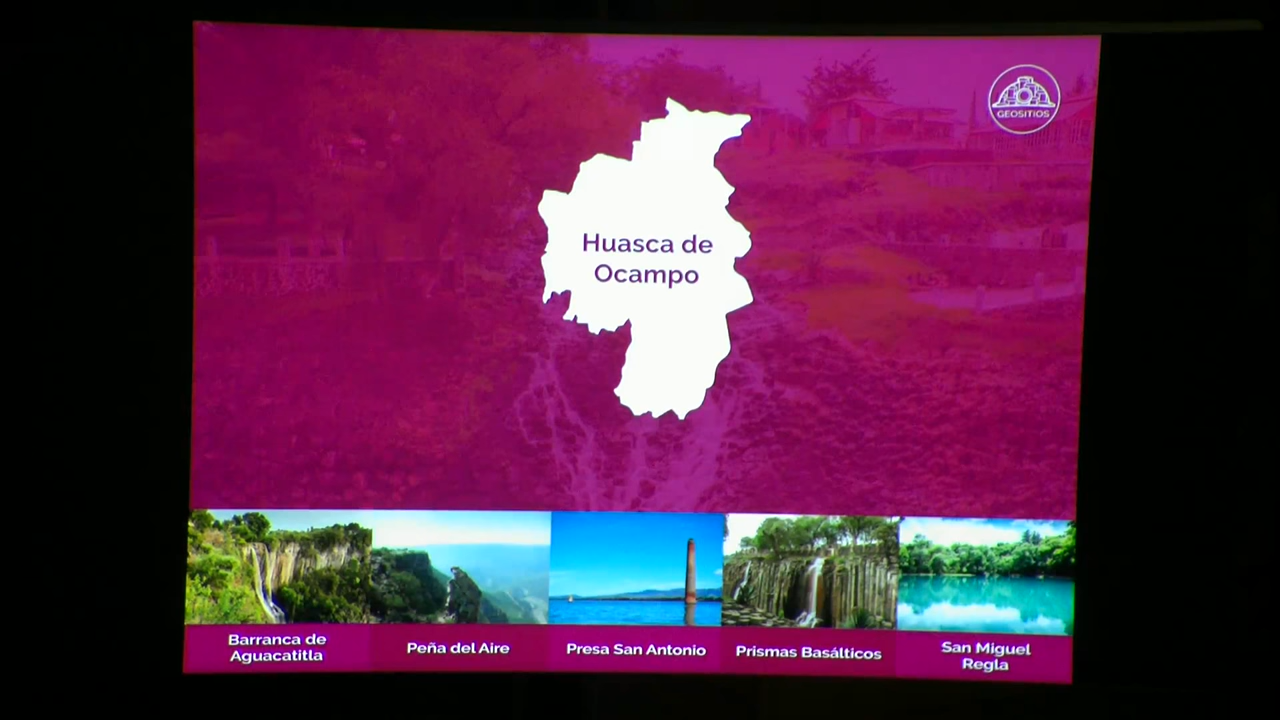 GEOSITIOS
Huasca de
Ocampo
Barranca de
Aguacatitla
Peña del Aire
Presa San Antonio
Prismas Basálticos
San Miguel
Regla